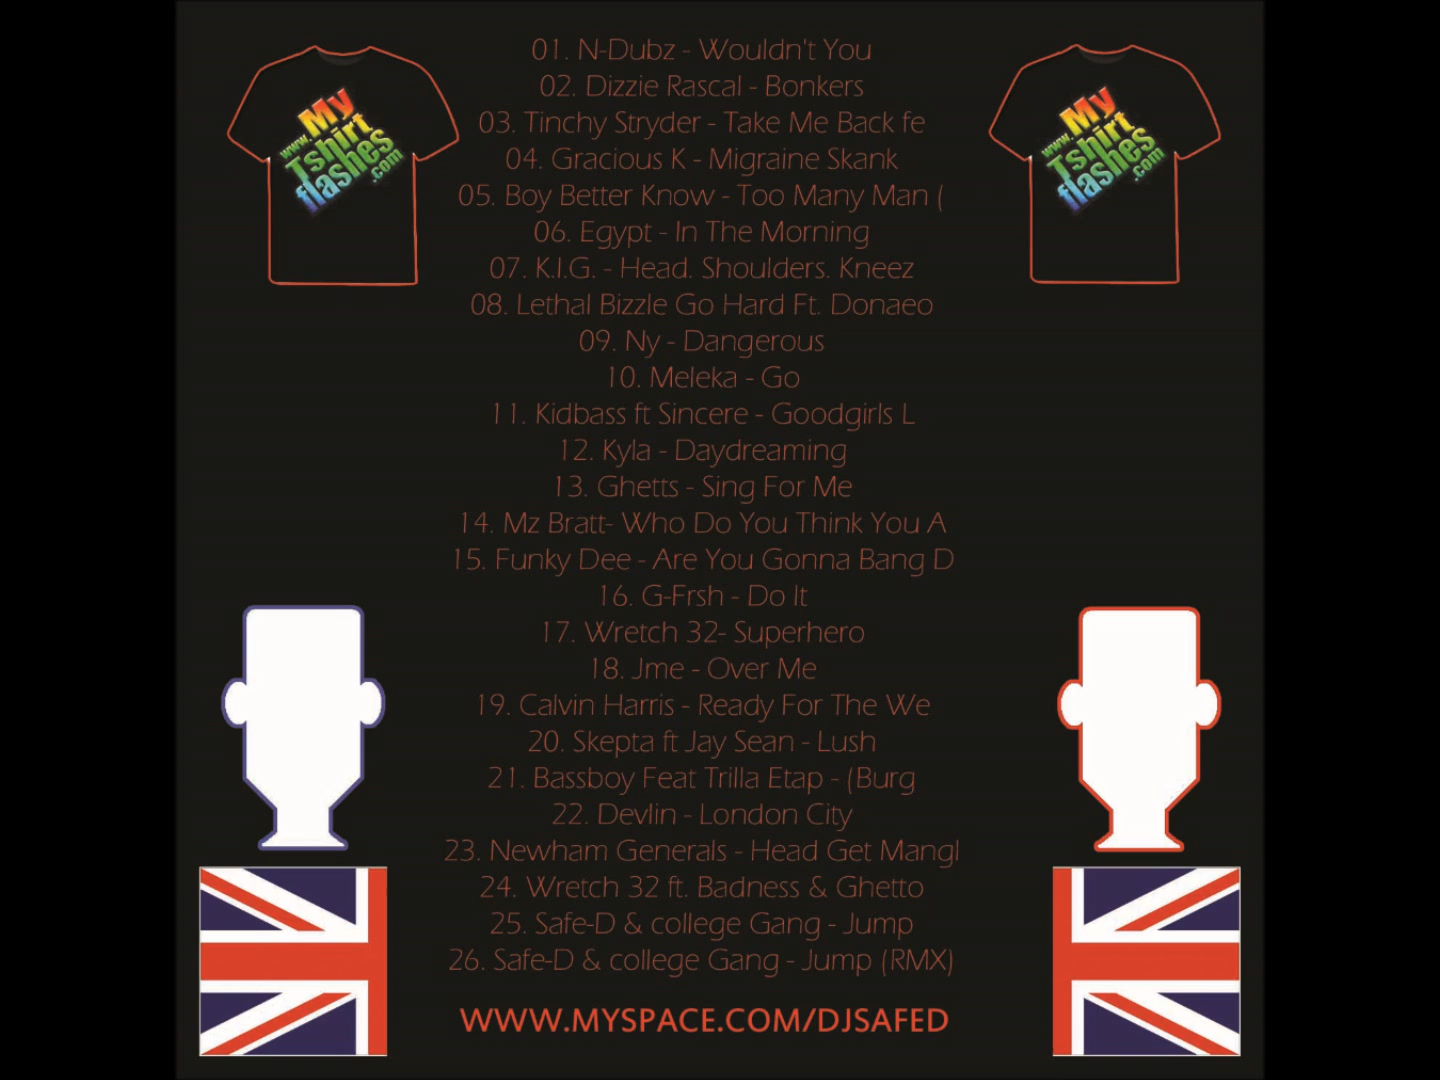 www.
My
Tshirt
flashes
.com
www.
My
Tshirt
flashes
.com
01. N-Dubz - Wouldn't You
02. Dizzie Rascal - Bonkers
03. Tinchy Stryder - Take Me Back fe
04. Gracious K - Migraine Skank
05. Boy Better Know - Too Many Man (
06. Egypt - In The Morning
07. K.I.G. - Head. Shoulders. Kneez
08. Lethal Bizzle Go Hard Ft. Donaeo
09. Ny - Dangerous
10. Meleka - Go
11. Kidbass ft Sincere - Goodgirls L
12. Kyla - Daydreaming
13. Ghetts - Sing For Me
14. Mz Bratt- Who Do You Think You A
15. Funky Dee - Are You Gonna Bang D
16. G-Frsh - Do It
17. Wretch 32- Superhero
18. Jme - Over Me
19. Calvin Harris - Ready For The We
20. Skepta ft Jay Sean - Lush
21. Bassboy Feat Trilla Etap - (Burg
22. Devlin - London City
23. Newham Generals - Head Get Mangl
24. Wretch 32 ft. Badness & Ghetto
25. Safe-D & college Gang - Jump
26. Safe-D & college Gang - Jump (RMX)
WWW.MYSPACE.COM/DJSAFED